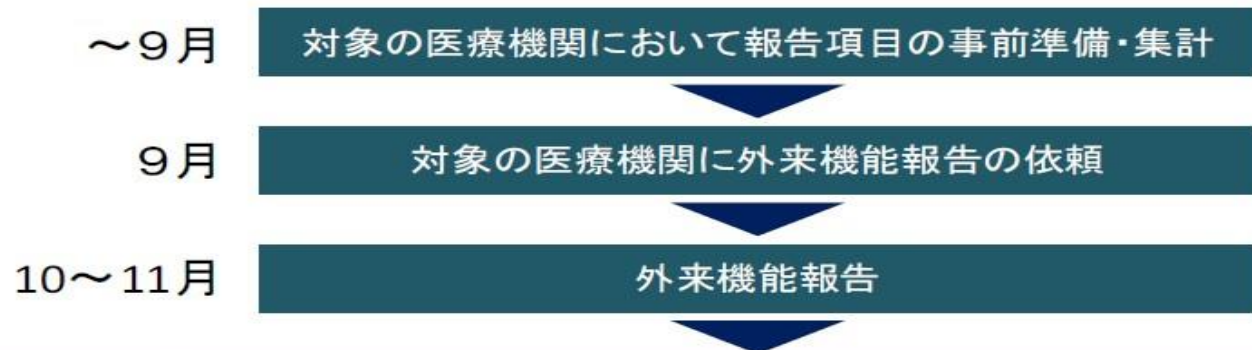 ～９月
対象の医療機関において報告項目の事前準備・集計
９月
対象の医療機関に外来機能報告の依頼
10～11月
外来機能報告